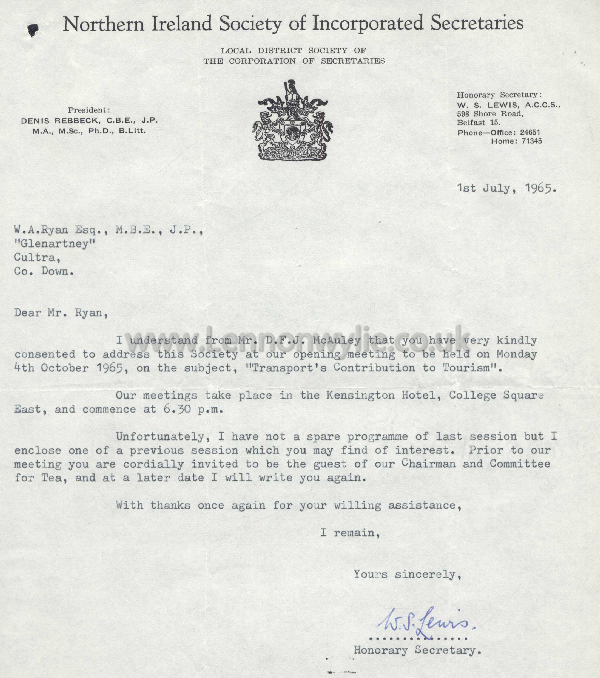 Northern Ireland Society of Incorporated Secretaries
LOCAL DISTRICT SOCIETY OF
THE CORPORATION OF SECRETARIES
President:
DENIS REBBECK, C.B.E., J.P.
M.A., M.Sc., Ph.D., B.Litt.
Honorary Secretary:
W. S. LEWIS, A.C.C.S.,
598 Shore Road,
Belfast 15.
Phone—Office: 24651
Home: 71345
1st July, 1965.
W.A.Ryan Esq., M.B.E., J.P.,
"Glenartney"
Cultra,
Co. Down.
Dear Mr. Ryan,
I understand from Mr. D.F.J. McAuley that you have very kindly
consented to address this Society at our opening meeting to be held on Monday
4th October 1965, on the subject, "Transport's Contribution to Tourism".
www.Lennonwylie.co.uk
Our meetings take place in the Kensington Hotel, College Square
East, and commence at 6.30 p.m.
Unfortunately, I have not a spare programme of last session but I
enclose one of a previous session which you may find of interest. Prior to our
meeting you are cordially invited to be the guest of our Chairman and Committee
for Tea, and at a later date I will write you again.
With thanks once again for your willing assistance,
I remain,
Yours sincerely,
W.S. Lewis.
Honorary Secretary.